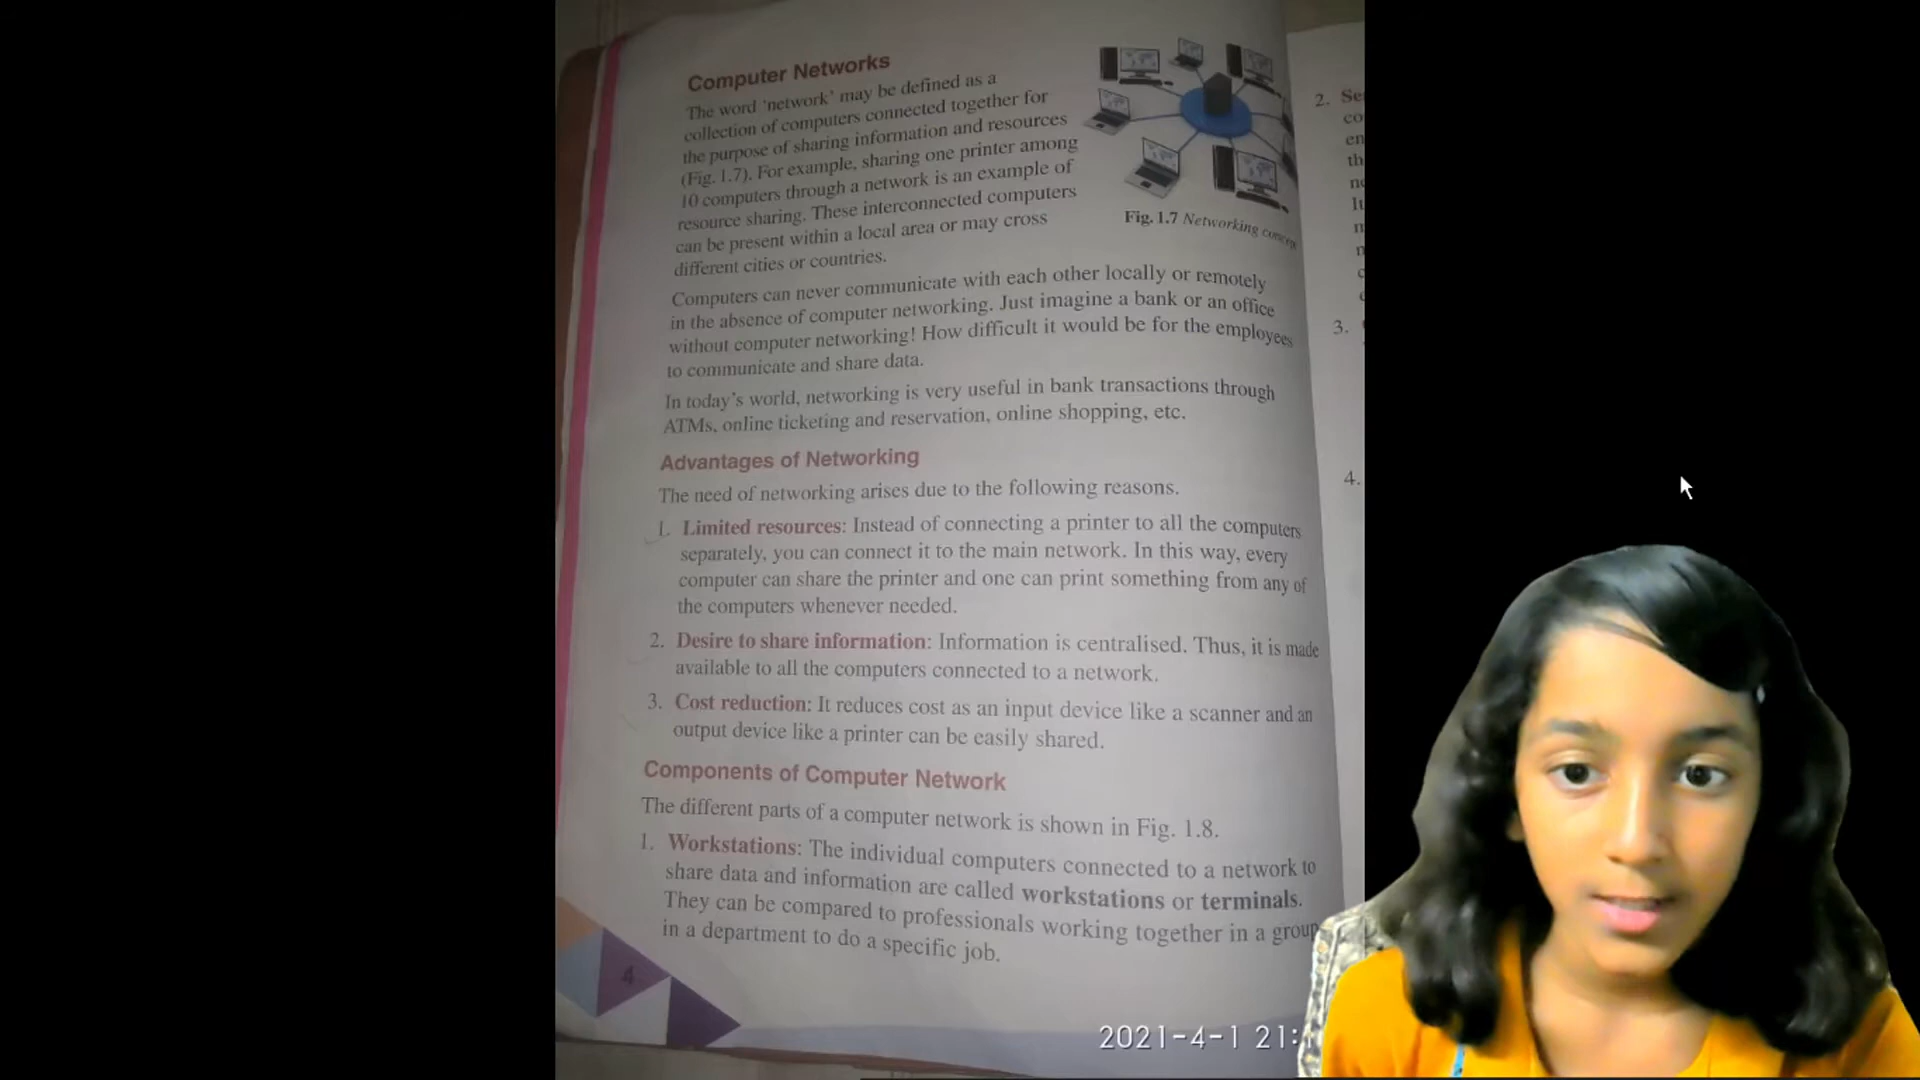 Computer Networks
The word 'network' may be defined as a
collection of computers connected together for
the purpose of sharing information and resources
(Fig. 1.7). For example, sharing one printer among
10 computers through a network is an example of
resource sharing. These interconnected computers
can be present within a local area or may cross
different cities or countries.
Fig. 1.7 Networking
Computers can never communicate with each other locally or remotely
in the absence of computer networking. Just imagine a bank or an office
without computer networking! How difficult it would be for the employees
to communicate and share data.
In today's world, networking is very useful in bank transactions through
ATMs, online ticketing and reservation, online shopping, etc.
Advantages of Networking
The need of networking arises due to the following reasons.
1. Limited resources: Instead of connecting a printer to all the computers
separately, you can connect it to the main network. In this way, every
computer can share the printer and one can print something from any of
the computers whenever needed.
2. Desire to share information: Information is centralised. Thus, it is made
available to all the computers connected to a network.
3. Cost reduction: It reduces cost as an input device like a scanner and an
output device like a printer can be easily shared.
Components of Computer Network
The different parts of a computer network is shown in Fig. 1.8.
1. Workstations: The individual computers connected to a network to
share data and information are called workstations or terminals.
They can be compared to professionals working together in a group
in a department to do a specific job.
4
2.
3.
4.
2021-4-1 21: